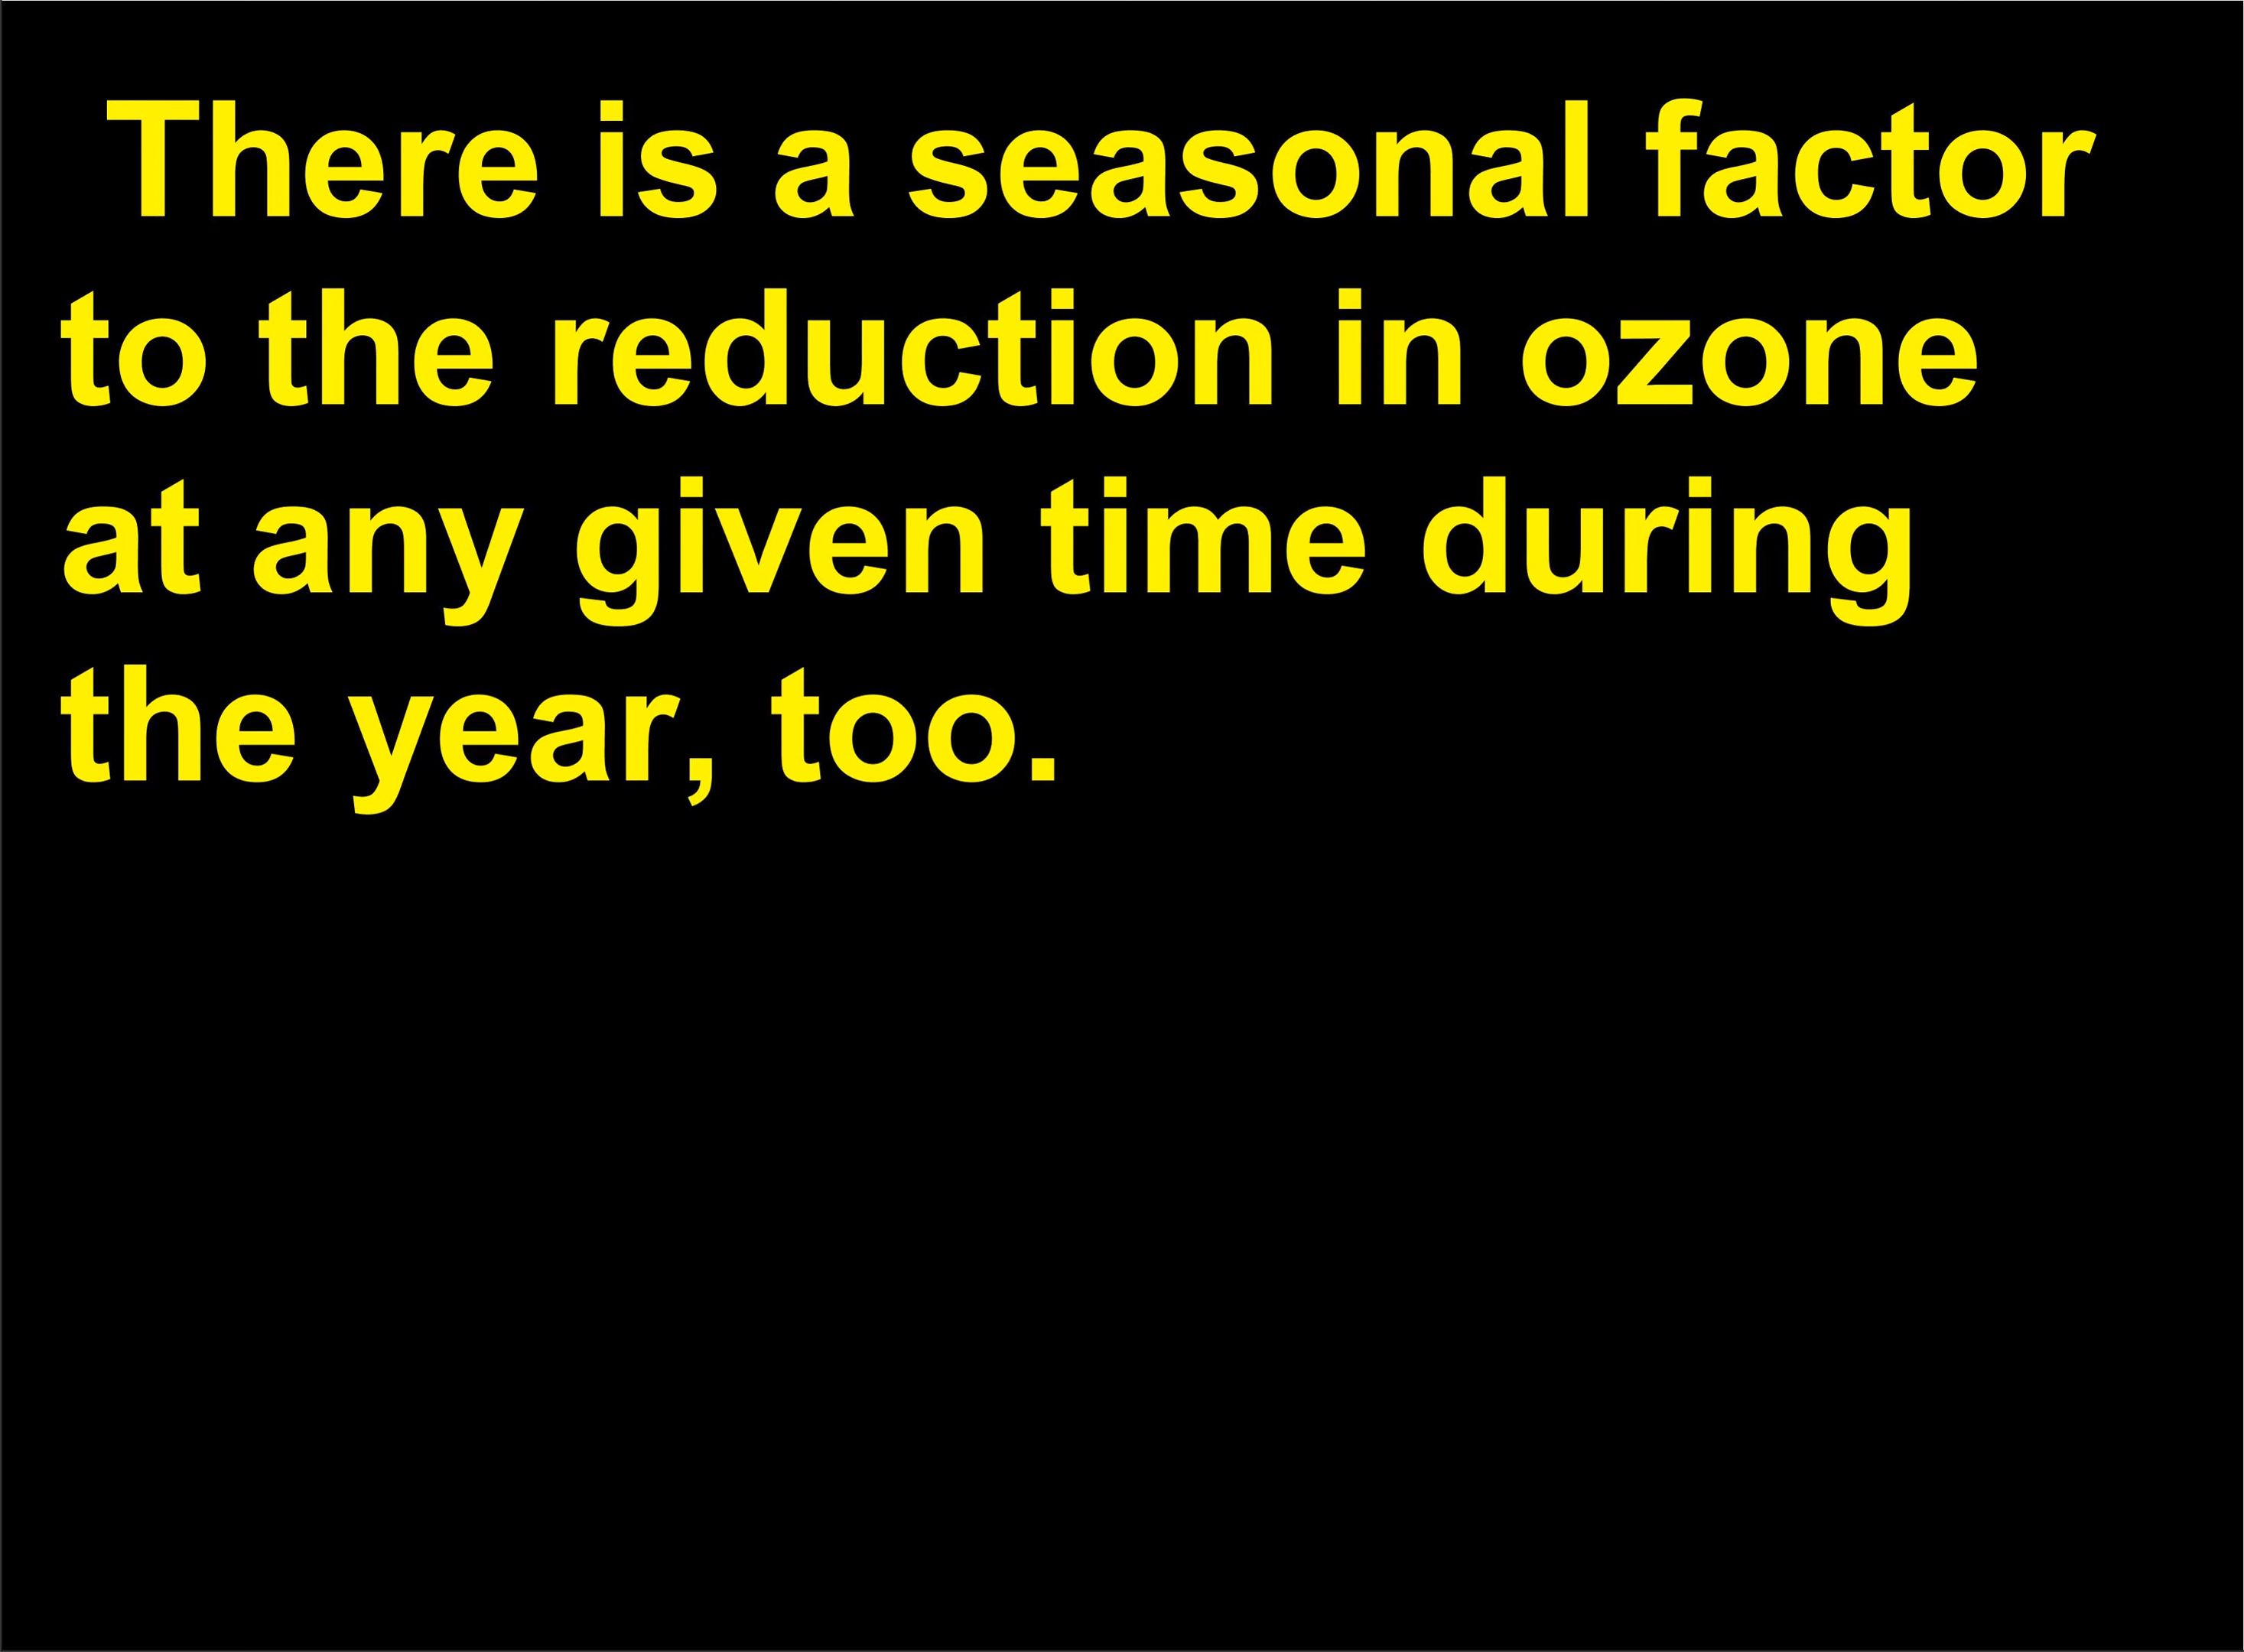 There is a seasonal factor
to the reduction in ozone
at any given time during
the year, too.